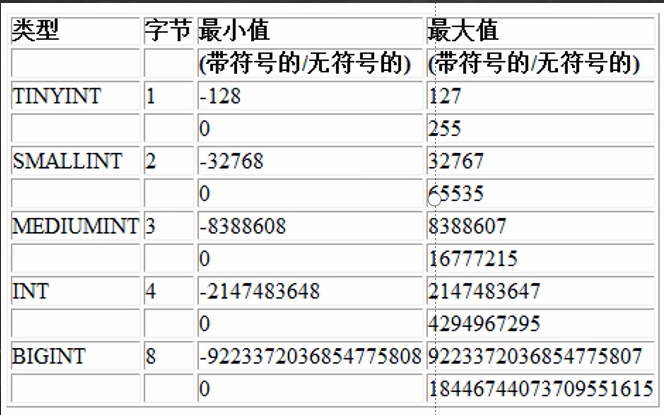 类型 字节 最小值 最大值
(带符号的/无符号的) (带符号的/无符号的)
TINYINT 1 -128 127
0 255
SMALLINT 2 -32768 32767
0 65535
MEDIUMINT 3 -8388608 8388607
0 16777215
INT 4 -2147483648 2147483647
0 4294967295
BIGINT 8 -9223372036854775808 9223372036854775807
0 18446744073709551615